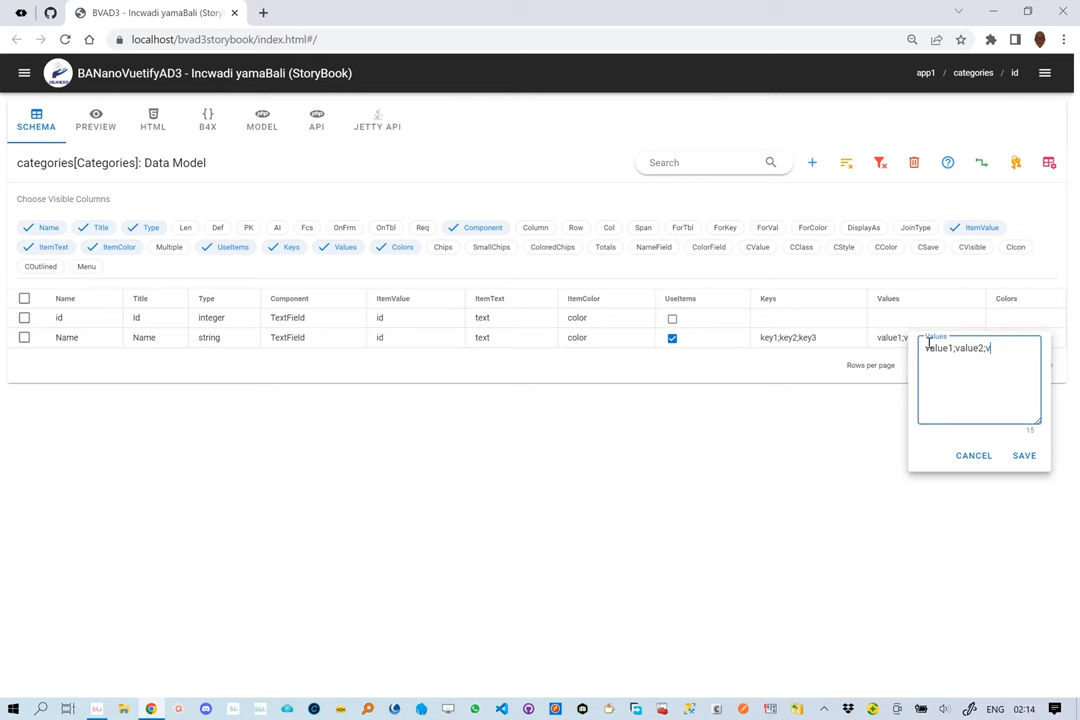 BVAD3 - Incwadi yamaBali (Story
localhost/bvad3storybook/index.html#/
BANanoVuetifyAD3 - Incwadi yamaBali (StoryBook)
app1 / categories / id
SCHEMA PREVIEW HTML B4X MODEL API JETTY API
categories[Categories]: Data Model
Search
Choose Visible Columns
Name Title Type Len Def PK AI Fcs OnFrm OnTbl Req Component Column Row Col Span ForTbl ForKey ForVal ForColor DisplayAs JoinType ItemValue
ItemText ItemColor Multiple UseItems Keys Values Colors Chips SmallChips ColoredChips Totals NameField ColorField CValue CClass CStyle CColor CSave CVisible CIcon
COutlined Menu
Name Title Type Component ItemValue ItemText ItemColor UseItems Keys Values Colors
id Id integer TextField id text color
Name Name string TextField id text color key1;key2;key3 value1;v
Values
value1;value2;v
Rows per page
15
CANCEL SAVE
ENG 02:14